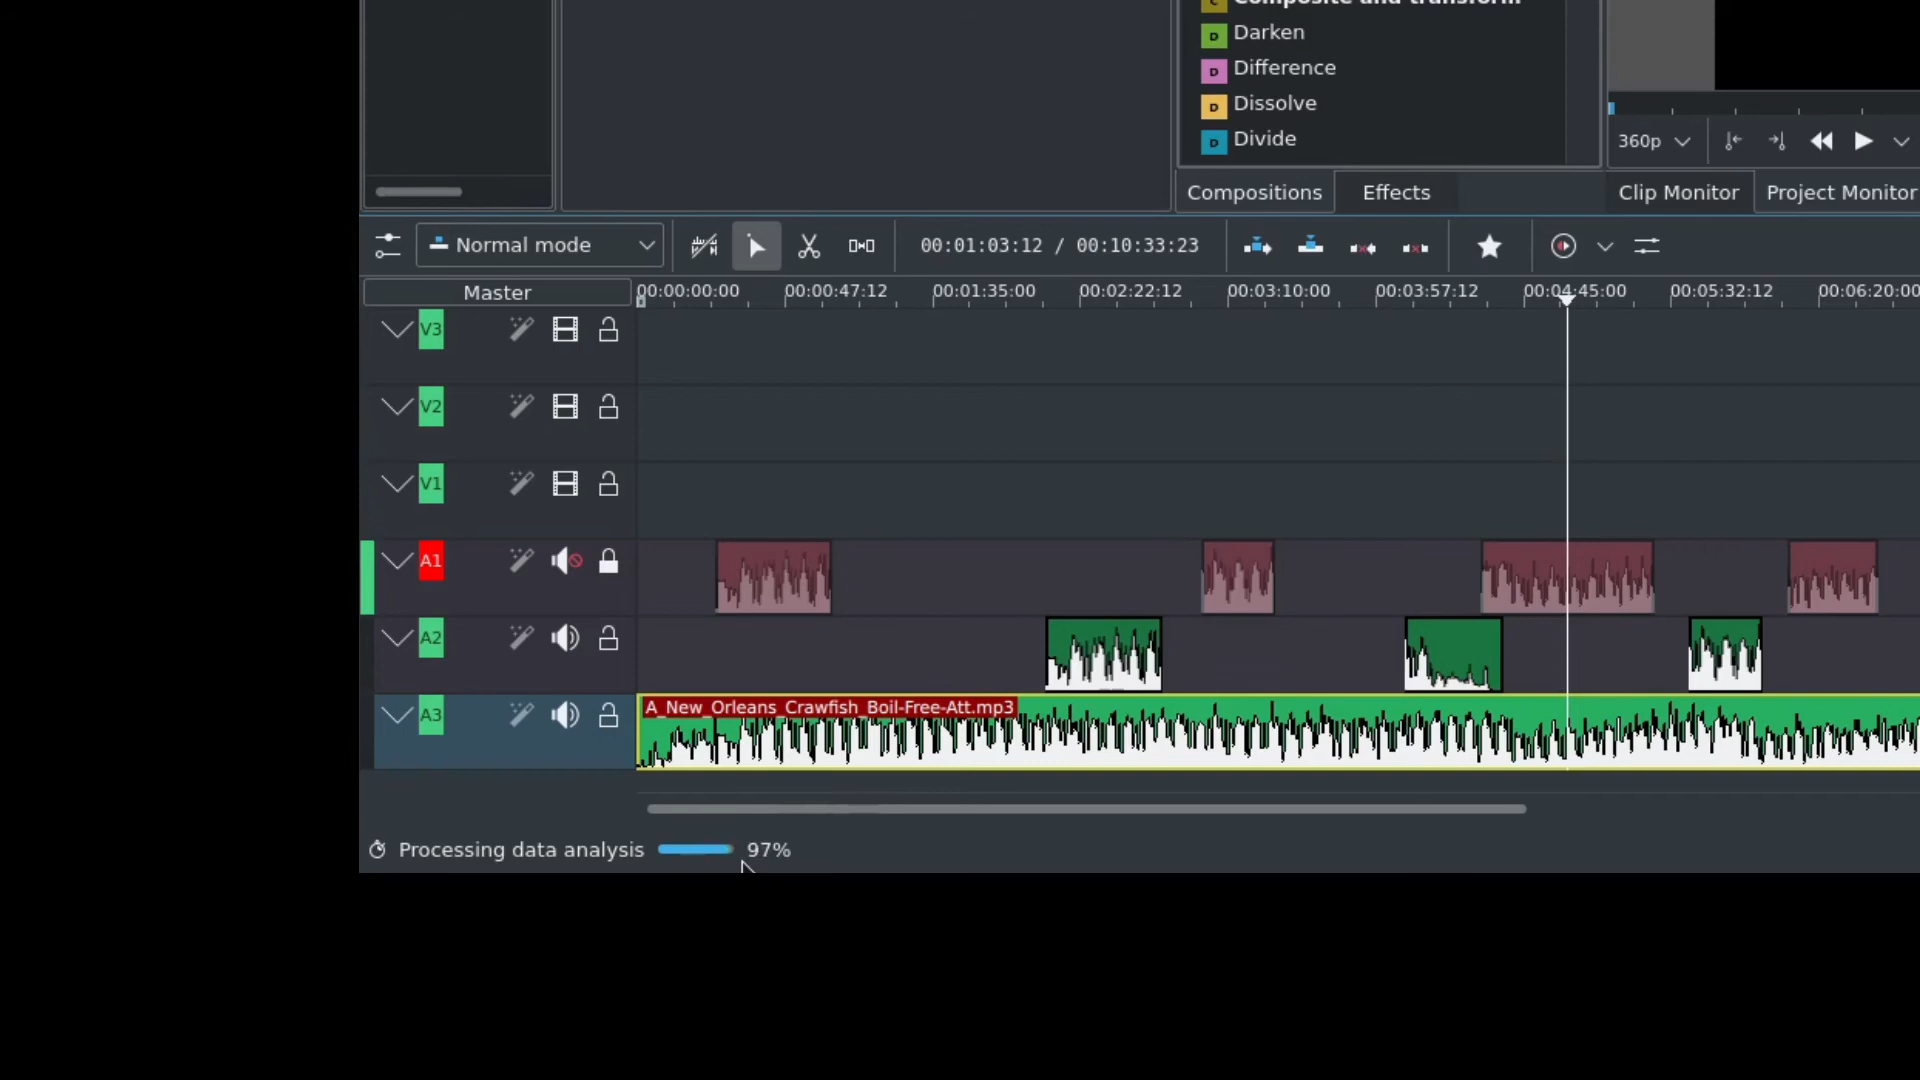 Composite and transform
D Darken
D Difference
D Dissolve
D Divide
360p
Compositions Effects Clip Monitor Project Monitor
Normal mode 00:01:03:12 / 00:10:33:23
Master 00:00:00:00 00:00:47:12 00:01:35:00 00:02:22:12 00:03:10:00 00:03:57:12 00:04:45:00 00:05:32:12 00:06:20:00
V3
V2
V1
A1
A2
A3 A_New_Orleans_Crawfish_Boil-Free-Att.mp3
Processing data analysis 97%